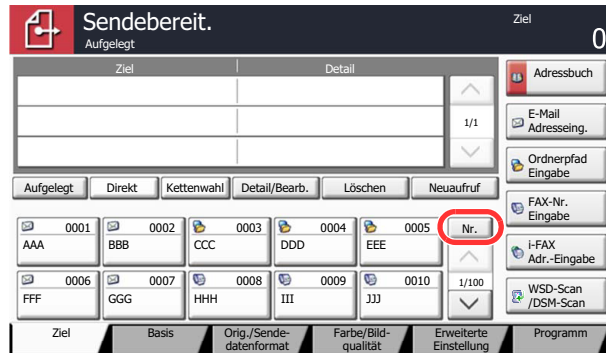 Sendebereit.
Aufgelegt
Ziel
0
Ziel Detail
1/1
Adressbuch
E-Mail
Adresseing.
Ordnerpfad
Eingabe
FAX-Nr.
Eingabe
i-FAX
Adr.-Eingabe
WSD-Scan
/DSM-Scan
Aufgelegt Direkt Kettenwahl Detail/Bearb. Löschen Neuaufruf
0001 0002 0003 0004 0005 Nr.
AAA BBB CCC DDD EEE
0006 0007 0008 0009 0010 1/100
FFF GGG HHH III JJJ
Ziel
Basis
Orig./Sende-
datenformat
Farbe/Bild-
qualität
Erweiterte
Einstellung
Programm